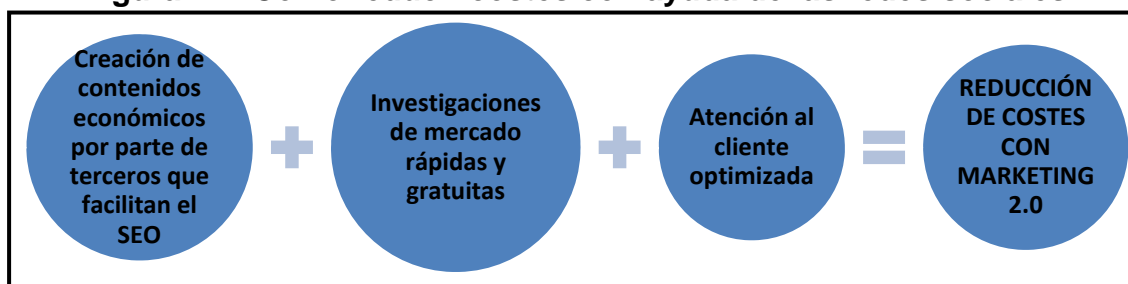 Creación de
contenidos
económicos
por parte de
terceros que
facilitan el
SEO
Investigaciones
de mercado
rápidas y
gratuitas
Atención al
cliente
optimizada
REDUCCIÓN
DE COSTES
CON
MARKETING
2.0